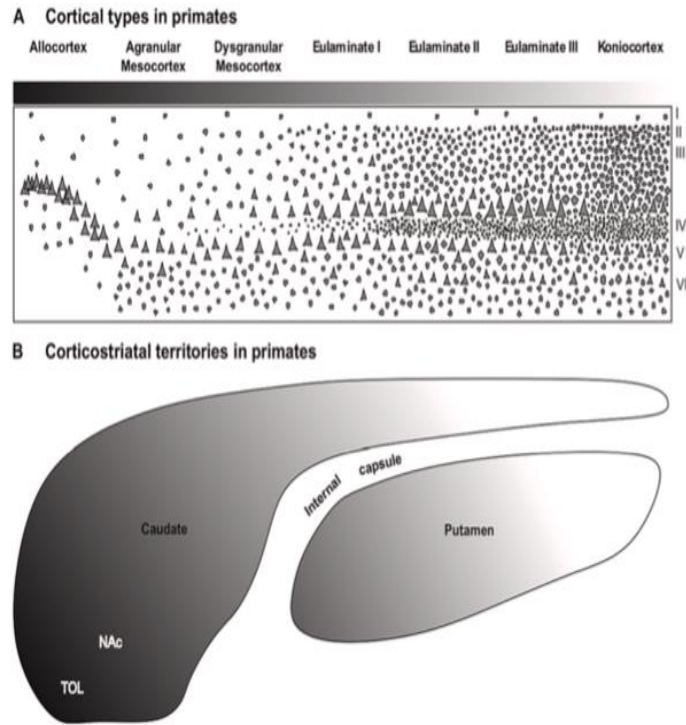 A Cortical types in primates
Allocortex Agranular Mesocortex Dysgranular Mesocortex Eulaminate I Eulaminate II Eulaminate III Koniocortex
I
II
III
IV
V
VI
B Corticostriatal territories in primates
Internal capsule
Caudate
Putamen
NAc
TOL